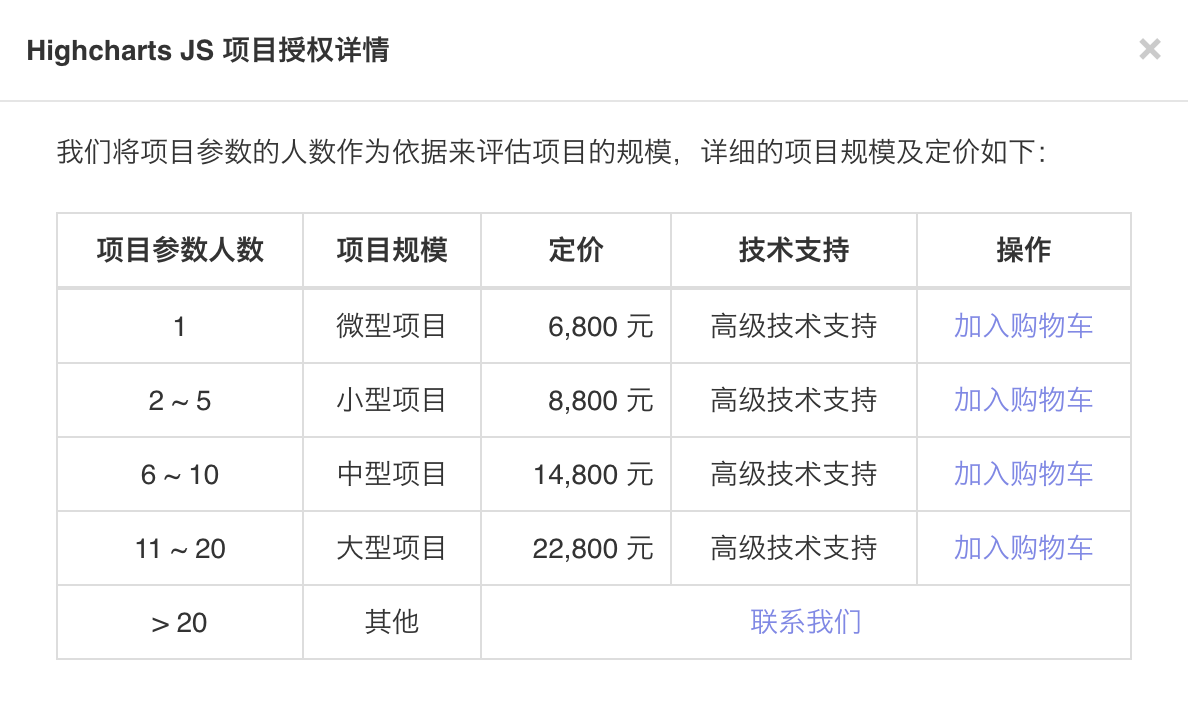 Highcharts JS 项目授权详情
我们将项目参数的人数作为依据来评估项目的规模，详细的项目规模及定价如下：
项目参数人数 项目规模 定价 技术支持 操作
1 微型项目 6,800 元 高级技术支持 加入购物车
2 ~ 5 小型项目 8,800 元 高级技术支持 加入购物车
6 ~ 10 中型项目 14,800 元 高级技术支持 加入购物车
11 ~ 20 大型项目 22,800 元 高级技术支持 加入购物车
> 20 其他 联系我们